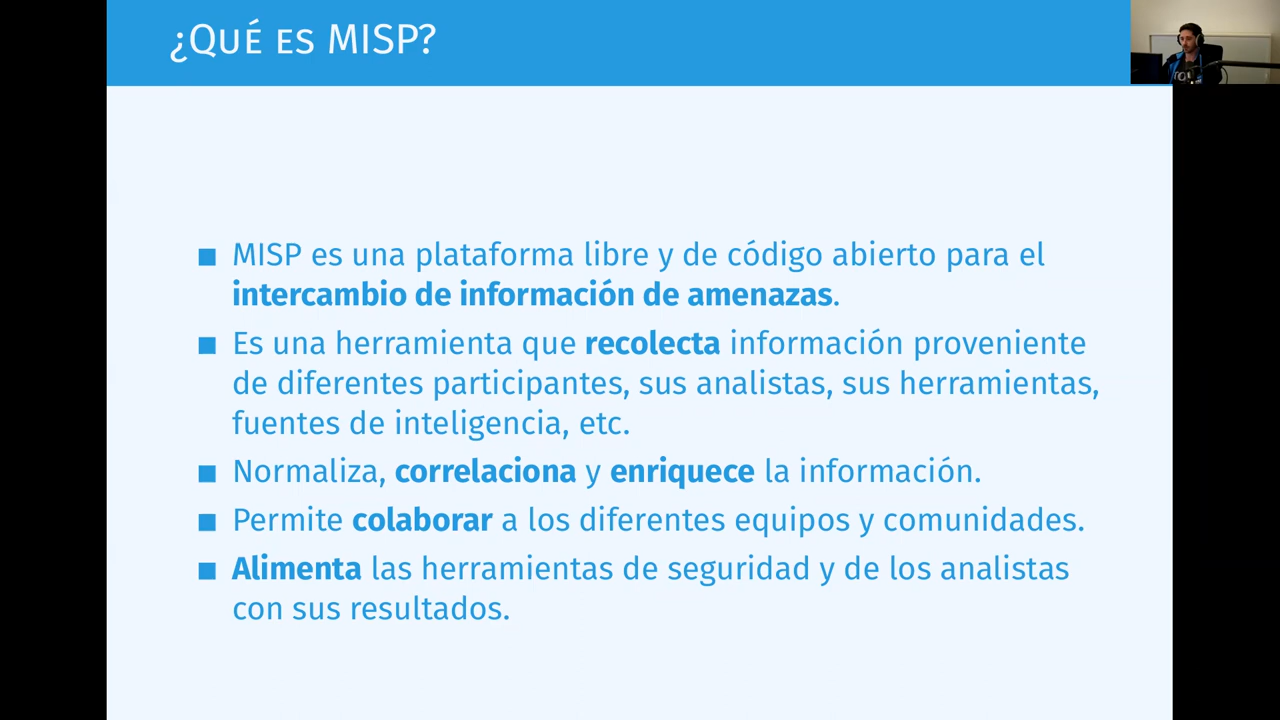 ¿QUÉ ES MISP?
MISP es una plataforma libre y de código abierto para el
intercambio de información de amenazas.
Es una herramienta que recolecta información proveniente
de diferentes participantes, sus analistas, sus herramientas,
fuentes de inteligencia, etc.
Normaliza, correlaciona y enriquece la información.
Permite colaborar a los diferentes equipos y comunidades.
Alimenta las herramientas de seguridad y de los analistas
con sus resultados.